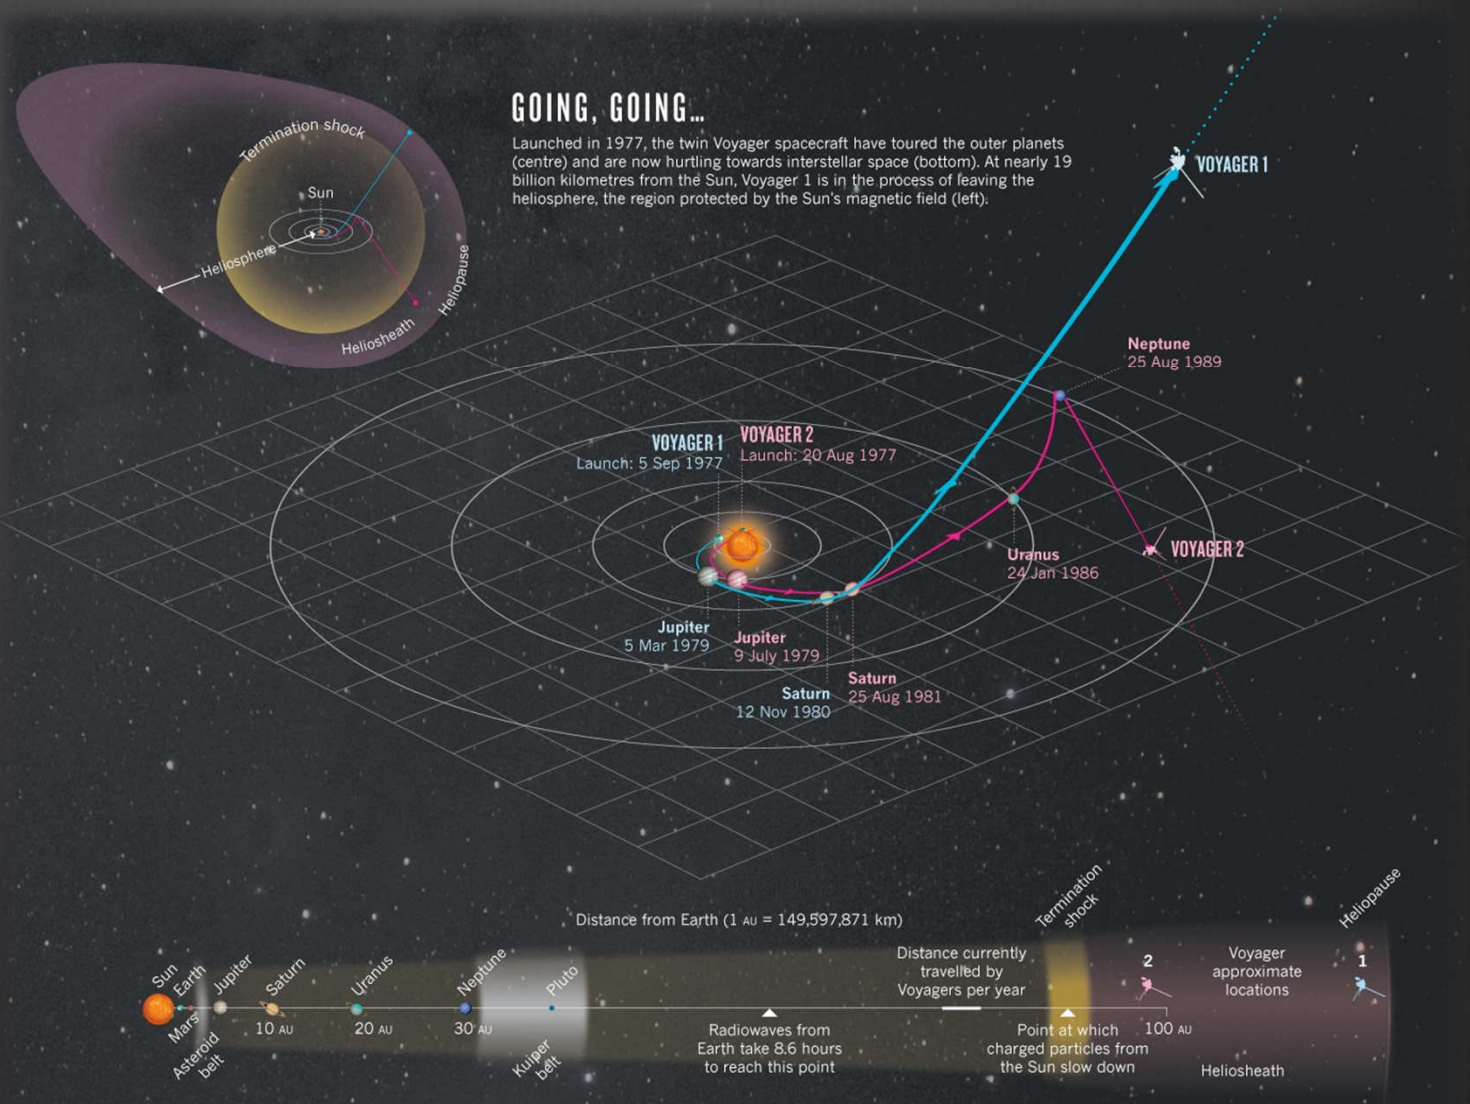 GOING, GOING...
Launched in 1977, the twin Voyager spacecraft have toured the outer planets
(centre) and are now hurtling towards interstellar space (bottom). At nearly 19
billion kilometres from the Sun, Voyager 1 is in the process of leaving the
heliosphere, the region protected by the Sun's magnetic field (left).
Termination shock
Sun
Heliosphere
Heliopause
Heliosheath
VOYAGER 1
Neptune
25 Aug 1989
VOYAGER 1
Launch: 5 Sep 1977
VOYAGER 2
Launch: 20 Aug 1977
Uranus
24 Jan 1986
VOYAGER 2
Jupiter
5 Mar 1979
Jupiter
9 July 1979
Saturn
25 Aug 1981
Saturn
12 Nov 1980
Distance from Earth (1 AU = 149,597,871 km)
Sun
Earth
Mars
Asteroid
belt
Jupiter
Saturn
10 AU
Uranus
20 AU
Neptune
30 AU
Pluto
Kuiper
belt
Radiowaves from
Earth take 8.6 hours
to reach this point
Distance currently
travelled by
Voyagers per year
Termination
shock
Point at which
charged particles from
the Sun slow down
2
100 AU
Voyager
approximate
locations
Heliosheath
1
Heliopause